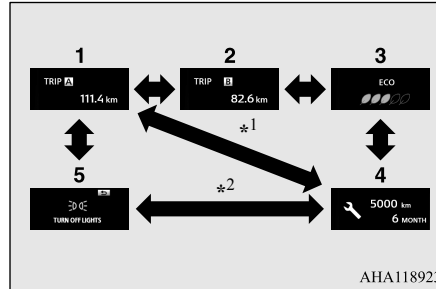 1 2 3
TRIP A
111.4 km
TRIP B
82.6 km
ECO
*1
*2
5 4
TURN OFF LIGHTS
5000 km
6 MONTH
AHA118923